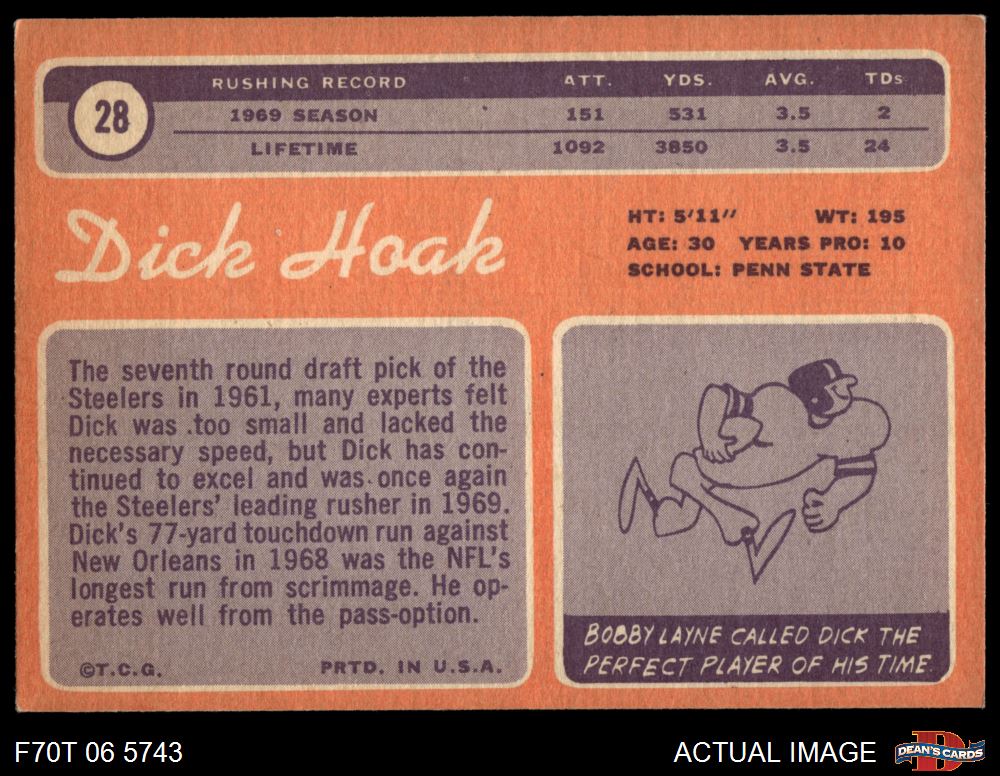 28
RUSHING RECORD ATT. YDS. AVG. TDs
1969 SEASON 151 531 3.5 2
LIFETIME 1092 3850 3.5 24
Dick Hoak
HT: 5'11" WT: 195
AGE: 30 YEARS PRO: 10
SCHOOL: PENN STATE
The seventh round draft pick of the
Steelers in 1961, many experts felt
Dick was too small and lacked the
necessary speed, but Dick has con-
tinued to excel and was once again
the Steelers' leading rusher in 1969.
Dick's 77-yard touchdown run against
New Orleans in 1968 was the NFL's
longest run from scrimmage. He op-
erates well from the pass-option.
©T.C.G. PRTD. IN U.S.A.
BOBBY LAYNE CALLED DICK THE
PERFECT PLAYER OF HIS TIME.
F70T 06 5743
ACTUAL IMAGE
D
DEAN'S CARDS